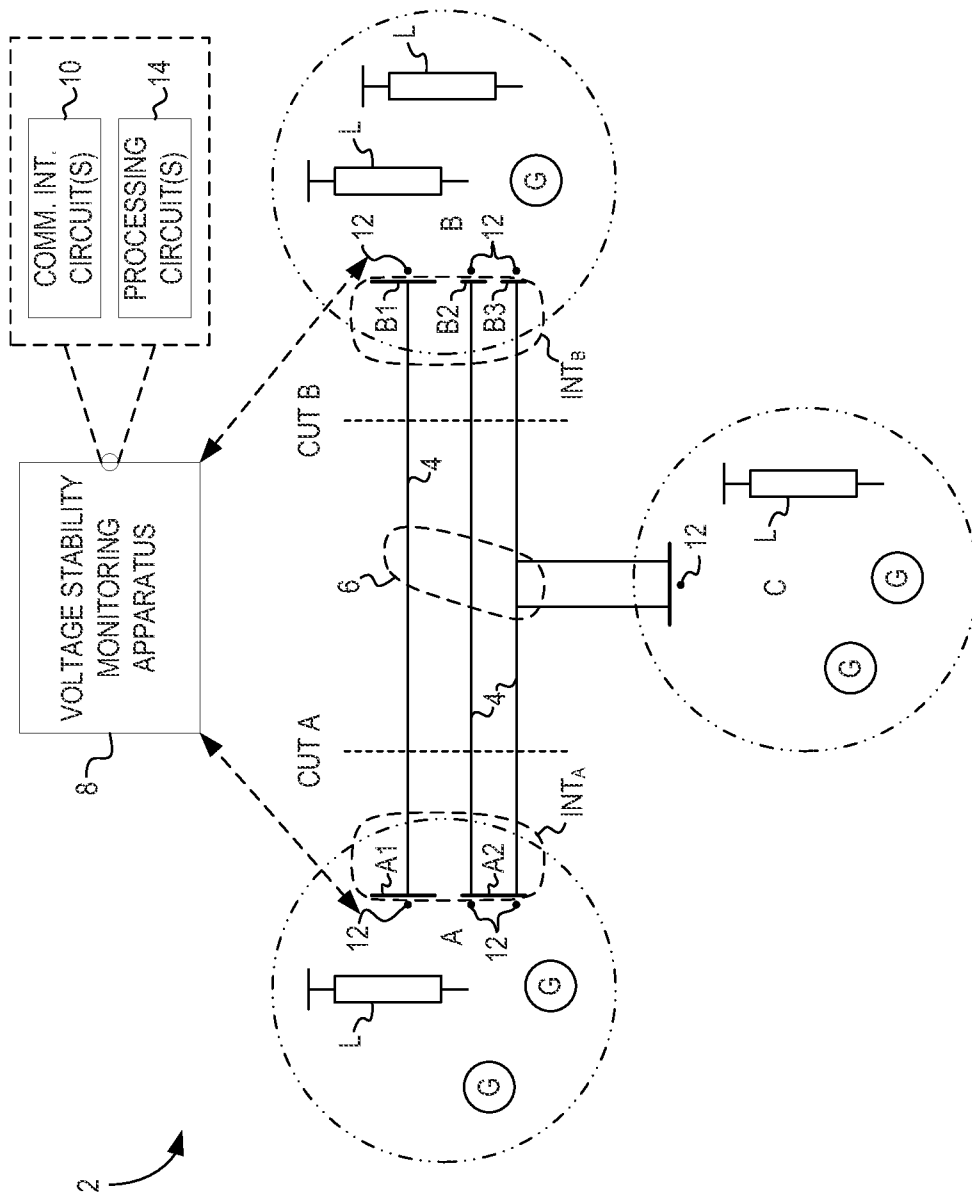 2
8
VOLTAGE STABILITY
MONITORING
APPARATUS
COMM. INT.
CIRCUIT(S)
10
PROCESSING
CIRCUIT(S)
14
CUT A
CUT B
6
L
L
L
12
12
A1
B1
4
A
B
12
A2
4
B2
B3
12
G
G
G
INTA
INTB
12
L
C
G
G